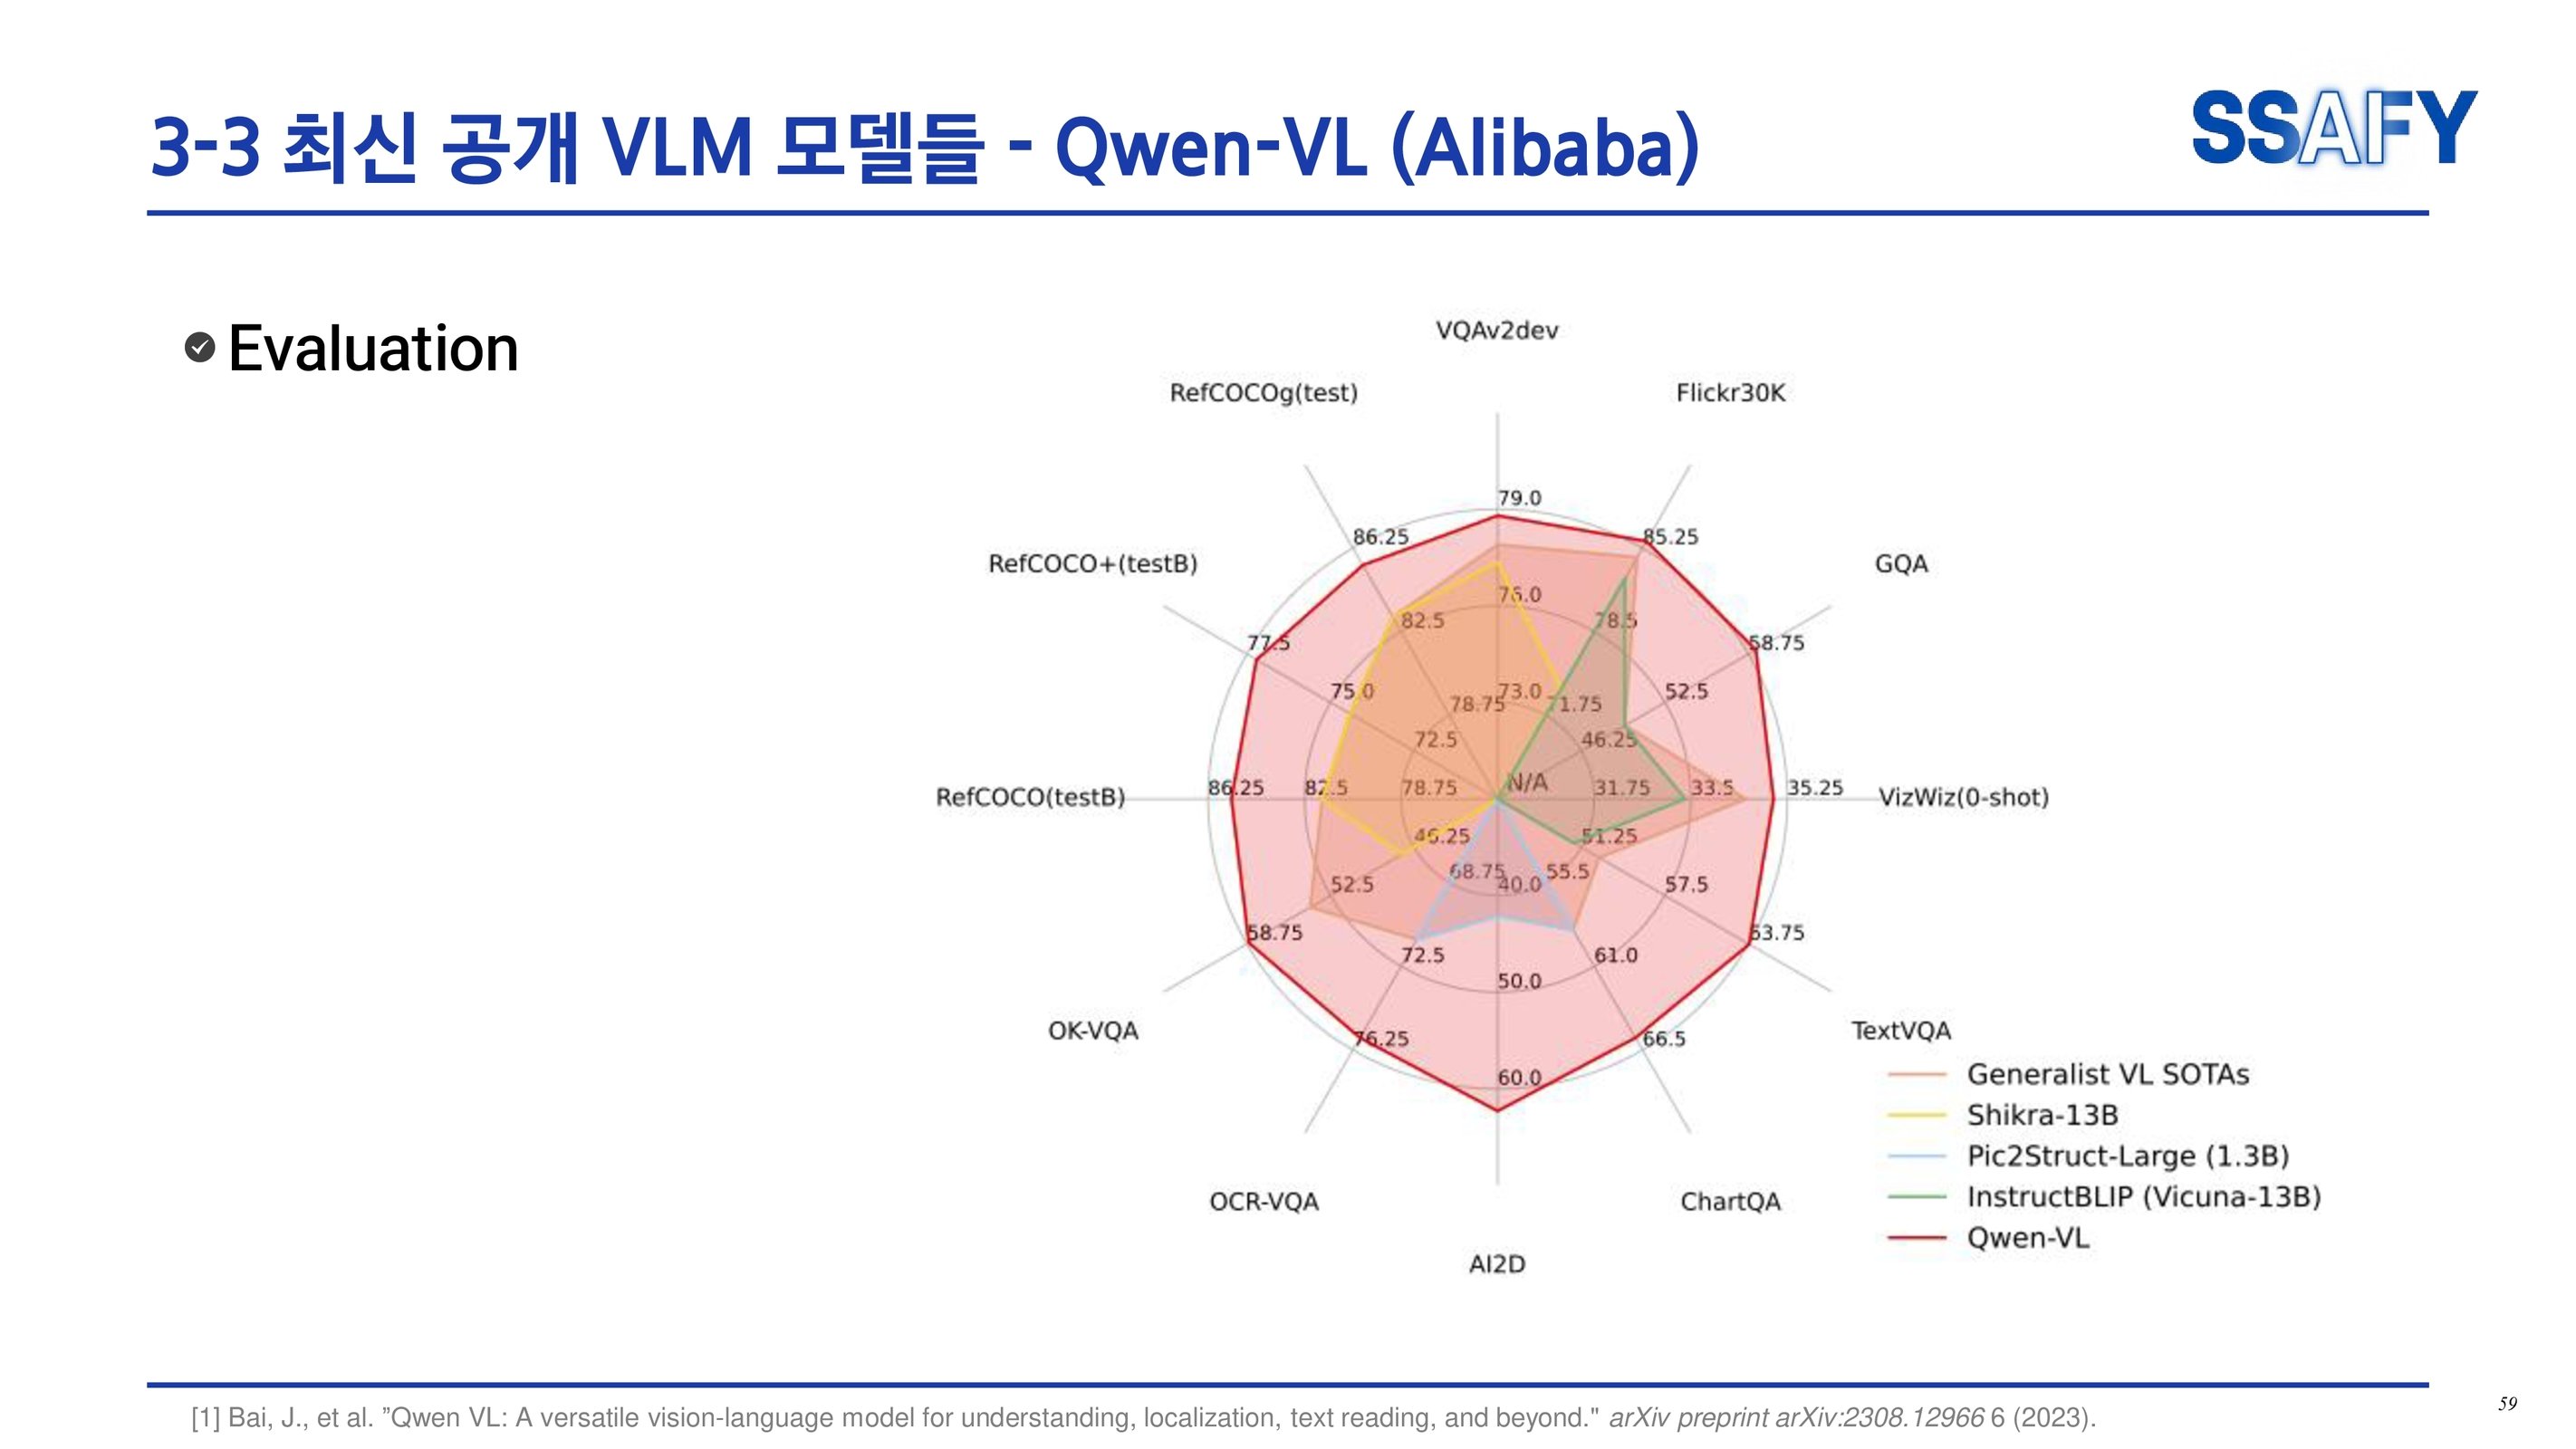 3-3 최신 공개 VLM 모델들 - Qwen-VL (Alibaba)
SSAFY
Evaluation
VQAv2dev
RefCOCOg(test)
Flickr30K
RefCOCO+(testB)
GQA
RefCOCO(testB)
VizWiz(0-shot)
OK-VQA
TextVQA
OCR-VQA
ChartQA
AI2D
79.0
86.25
85.25
76.0
82.5
78.5
77.5
58.75
75.0
73.0
52.5
78.75
71.75
72.5
46.25
N/A
86.25
82.5
78.75
31.75
33.5
35.25
46.25
51.25
68.75
55.5
52.5
40.0
57.5
58.75
63.75
72.5
61.0
50.0
76.25
66.5
60.0
Generalist VL SOTAs
Shikra-13B
Pic2Struct-Large (1.3B)
InstructBLIP (Vicuna-13B)
Qwen-VL
[1] Bai, J., et al. ”Qwen VL: A versatile vision-language model for understanding, localization, text reading, and beyond." arXiv preprint arXiv:2308.12966 6 (2023).
59